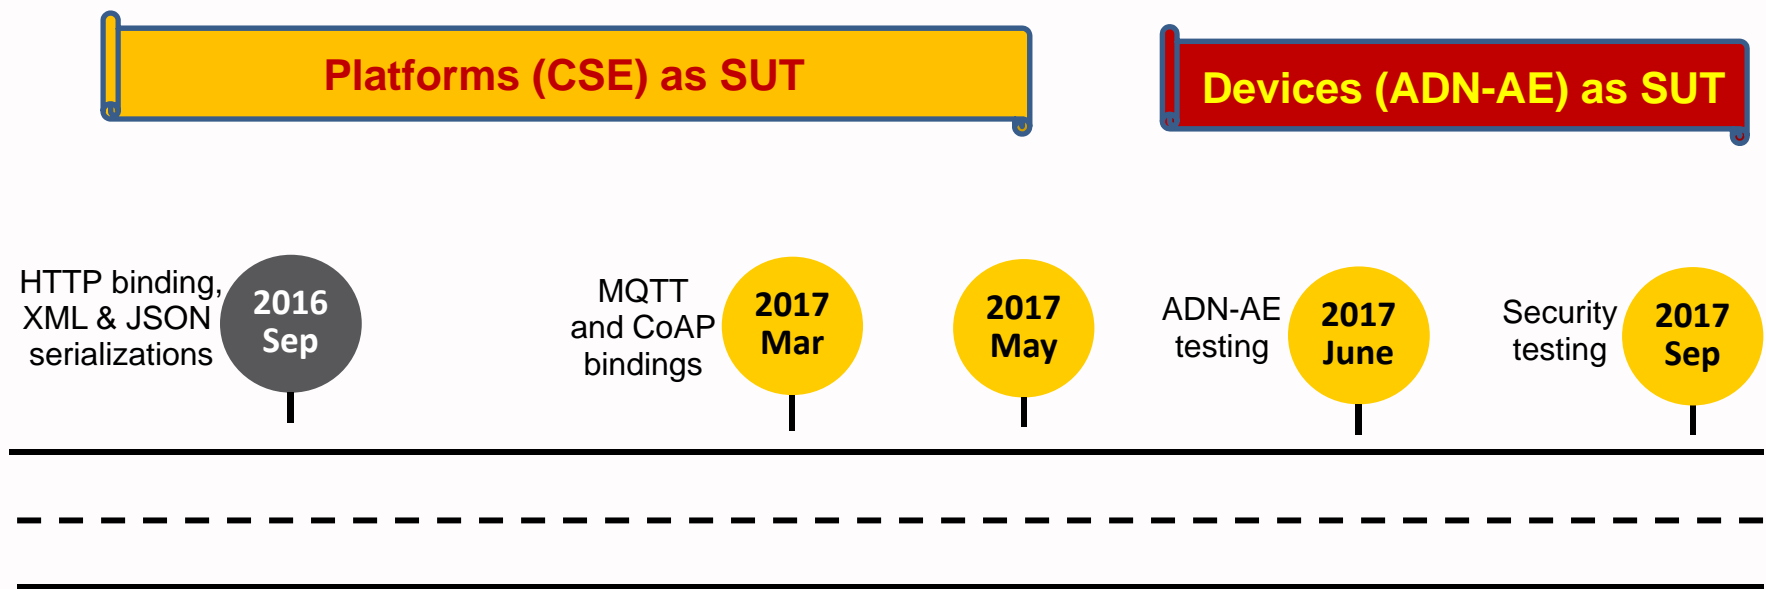 Platforms (CSE) as SUT
Devices (ADN-AE) as SUT
HTTP binding,
XML & JSON
serializations
2016
Sep
MQTT
and CoAP
bindings
2017
Mar
2017
May
ADN-AE
testing
2017
June
Security
testing
2017
Sep